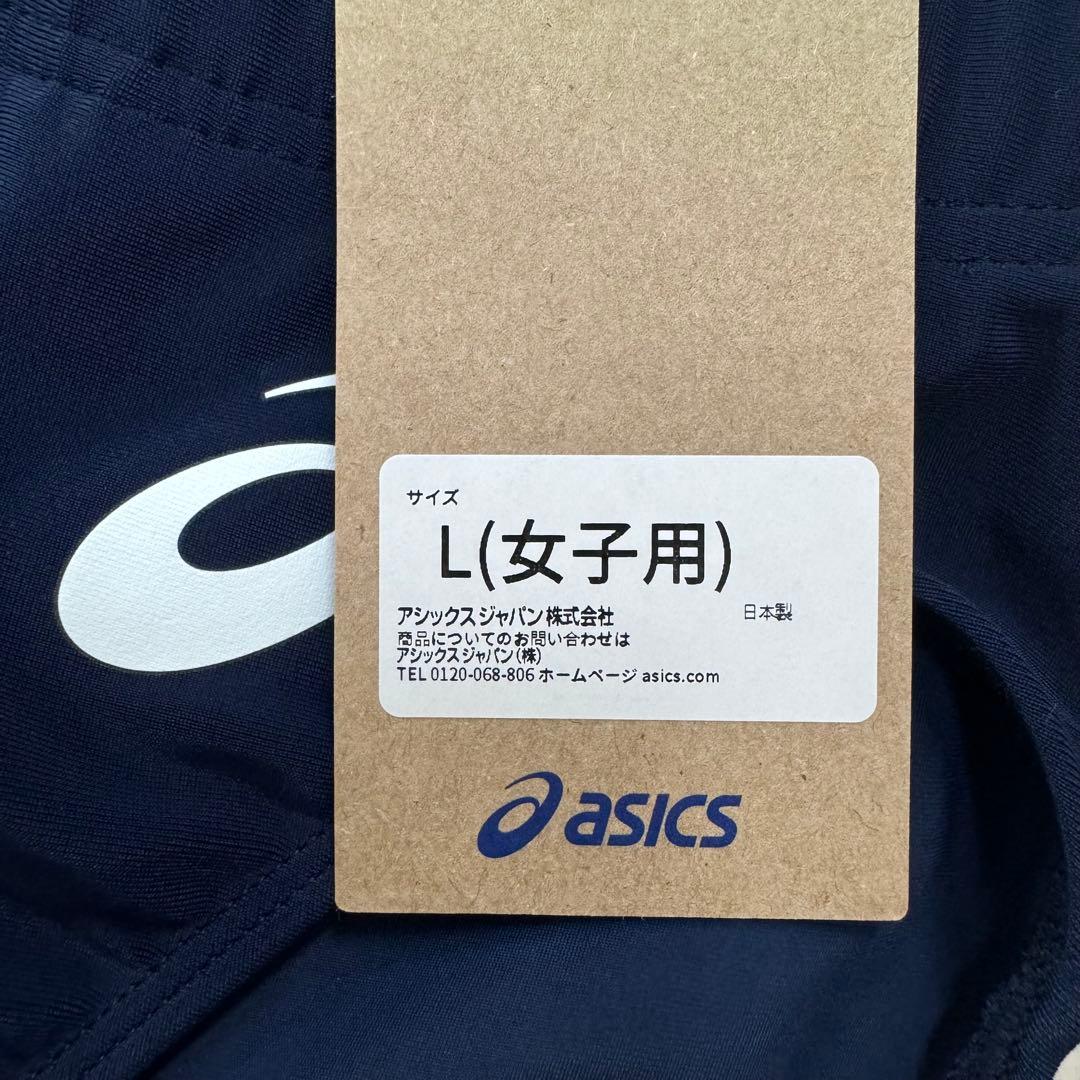 サイズ
L(女子用)
アシックスジャパン株式会社 日本製
商品についてのお問い合わせは
アシックスジャパン(株)
TEL 0120-068-806 ホームページ asics.com
asics